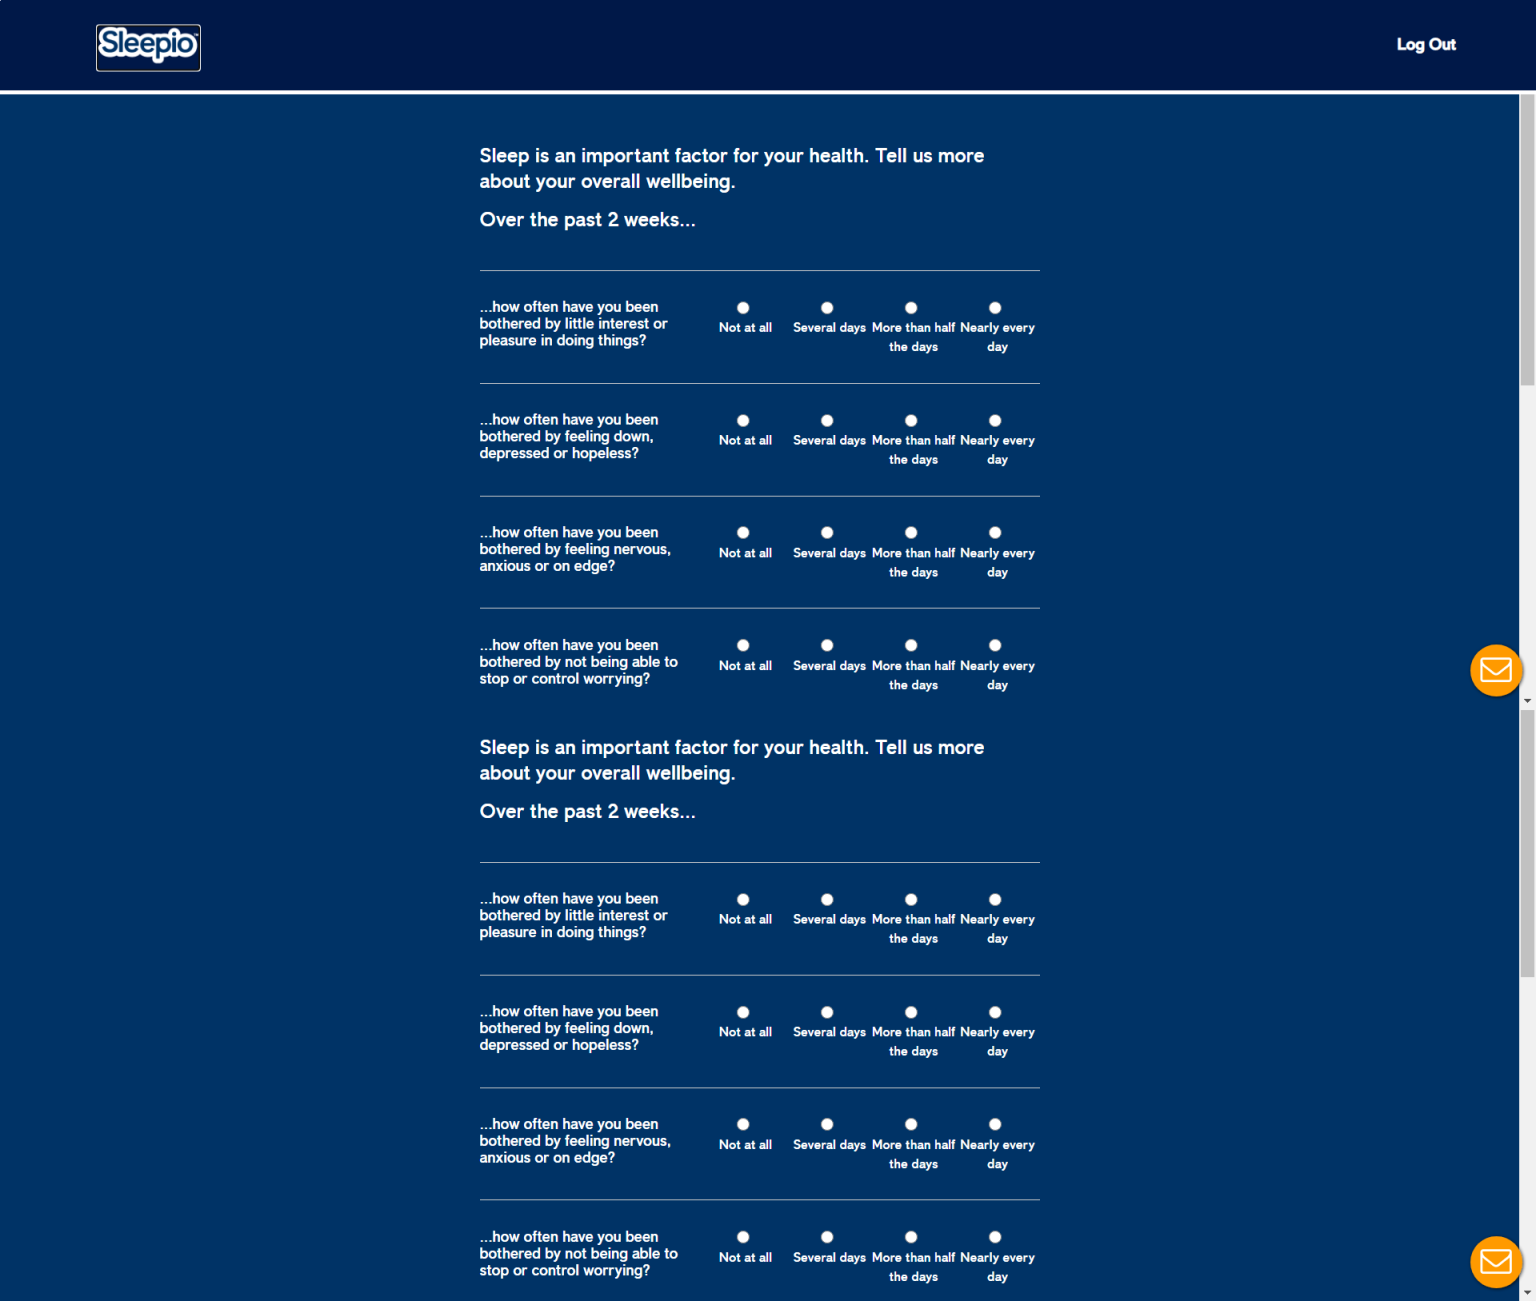 Sleepio™
Log Out
Sleep is an important factor for your health. Tell us more
about your overall wellbeing.
Over the past 2 weeks...
...how often have you been
bothered by little interest or
pleasure in doing things?
Not at all Several days More than half Nearly every
the days day
...how often have you been
bothered by feeling down,
depressed or hopeless?
Not at all Several days More than half Nearly every
the days day
...how often have you been
bothered by feeling nervous,
anxious or on edge?
Not at all Several days More than half Nearly every
the days day
...how often have you been
bothered by not being able to
stop or control worrying?
Not at all Several days More than half Nearly every
the days day
Sleep is an important factor for your health. Tell us more
about your overall wellbeing.
Over the past 2 weeks...
...how often have you been
bothered by little interest or
pleasure in doing things?
Not at all Several days More than half Nearly every
the days day
...how often have you been
bothered by feeling down,
depressed or hopeless?
Not at all Several days More than half Nearly every
the days day
...how often have you been
bothered by feeling nervous,
anxious or on edge?
Not at all Several days More than half Nearly every
the days day
...how often have you been
bothered by not being able to
stop or control worrying?
Not at all Several days More than half Nearly every
the days day